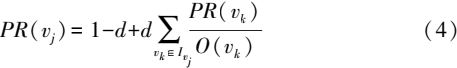 PR(v_j) = 1-d+d∑_{v_k∈I_{v_j}} PR(v_k)/O(v_k) (4)